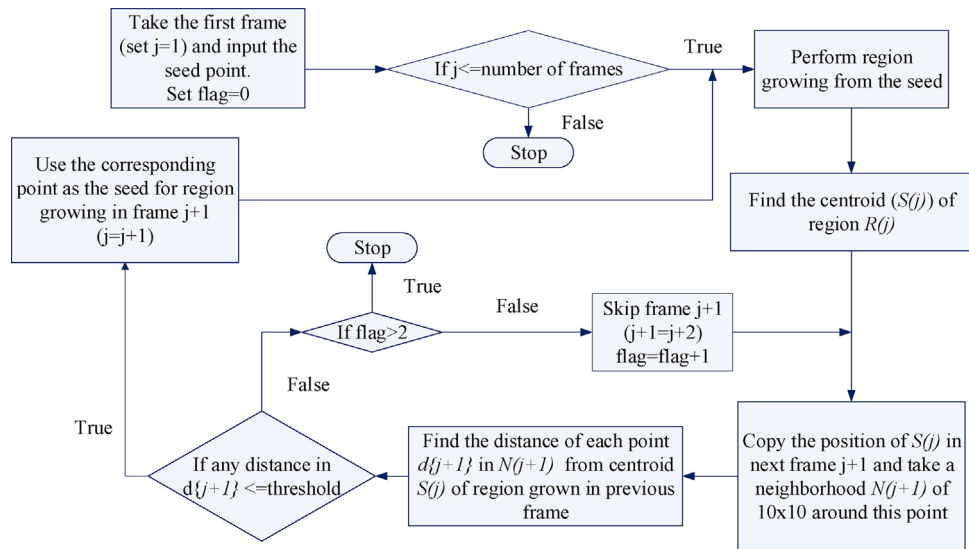 Take the first frame
(set j=1) and input the
seed point.
Set flag=0
If j<=number of frames
True
Perform region
growing from the seed
False
Stop
Use the corresponding
point as the seed for region
growing in frame j+1
(j=j+1)
Find the centroid (S(j)) of
region R(j)
Stop
True
If flag>2
False
Skip frame j+1
(j+1=j+2)
flag=flag+1
False
True
If any distance in
d{j+1} <=threshold
Find the distance of each point
d{j+1} in N(j+1) from centroid
S(j) of region grown in previous
frame
Copy the position of S(j) in
next frame j+1 and take a
neighborhood N(j+1) of
10x10 around this point